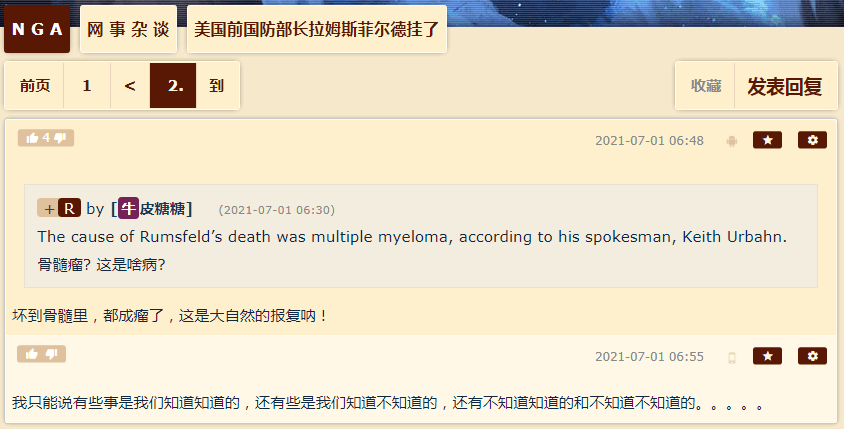 NGA 网事杂谈 美国前国防部长拉姆斯菲尔德挂了
前页 1 < 2. 到 收藏 发表回复
4 2021-07-01 06:48
+ R by [牛皮糖糖] (2021-07-01 06:30)
The cause of Rumsfeld’s death was multiple myeloma, according to his spokesman, Keith Urbahn.
骨髓瘤? 这是啥病?
坏到骨髓里，都成瘤了，这是大自然的报复呐！
2021-07-01 06:55
我只能说有些事是我们知道知道的，还有些是我们知道不知道的，还有不知道知道的和不知道不知道的。。。。。